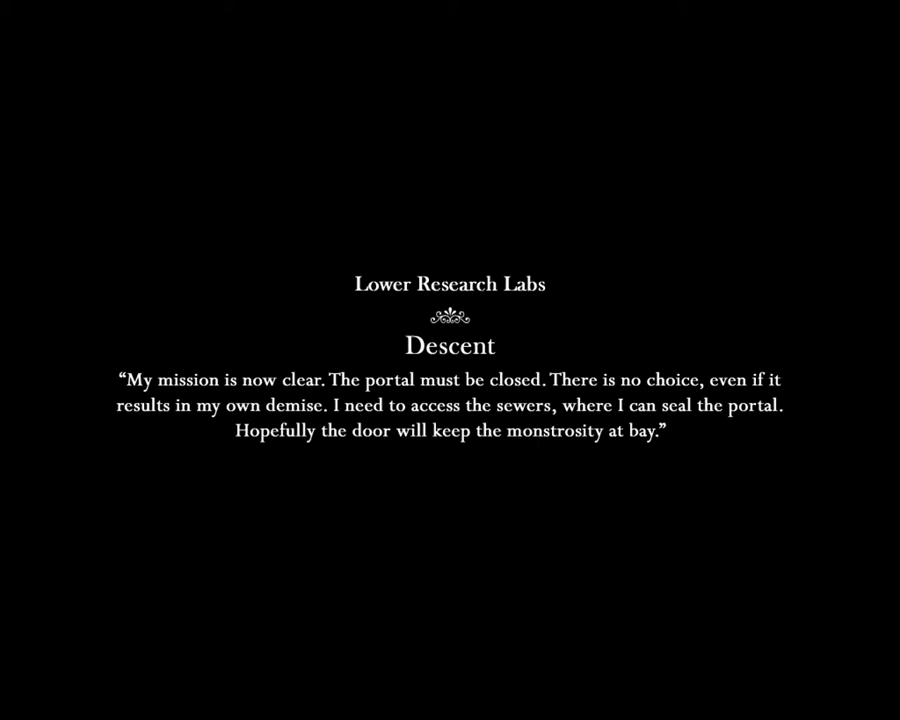 Lower Research Labs
Descent
“My mission is now clear. The portal must be closed. There is no choice, even if it
results in my own demise. I need to access the sewers, where I can seal the portal.
Hopefully the door will keep the monstrosity at bay.”